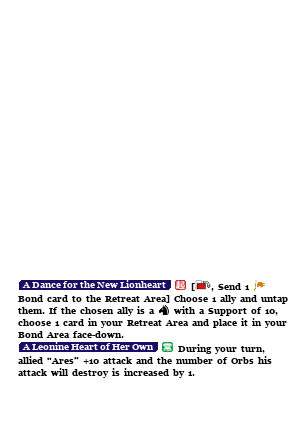 A Dance for the New Lionheart [, Send 1
Bond card to the Retreat Area] Choose 1 ally and untap
them. If the chosen ally is a with a Support of 10,
choose 1 card in your Retreat Area and place it in your
Bond Area face-down.
A Leonine Heart of Her Own During your turn,
allied “Ares” +10 attack and the number of Orbs his
attack will destroy is increased by 1.